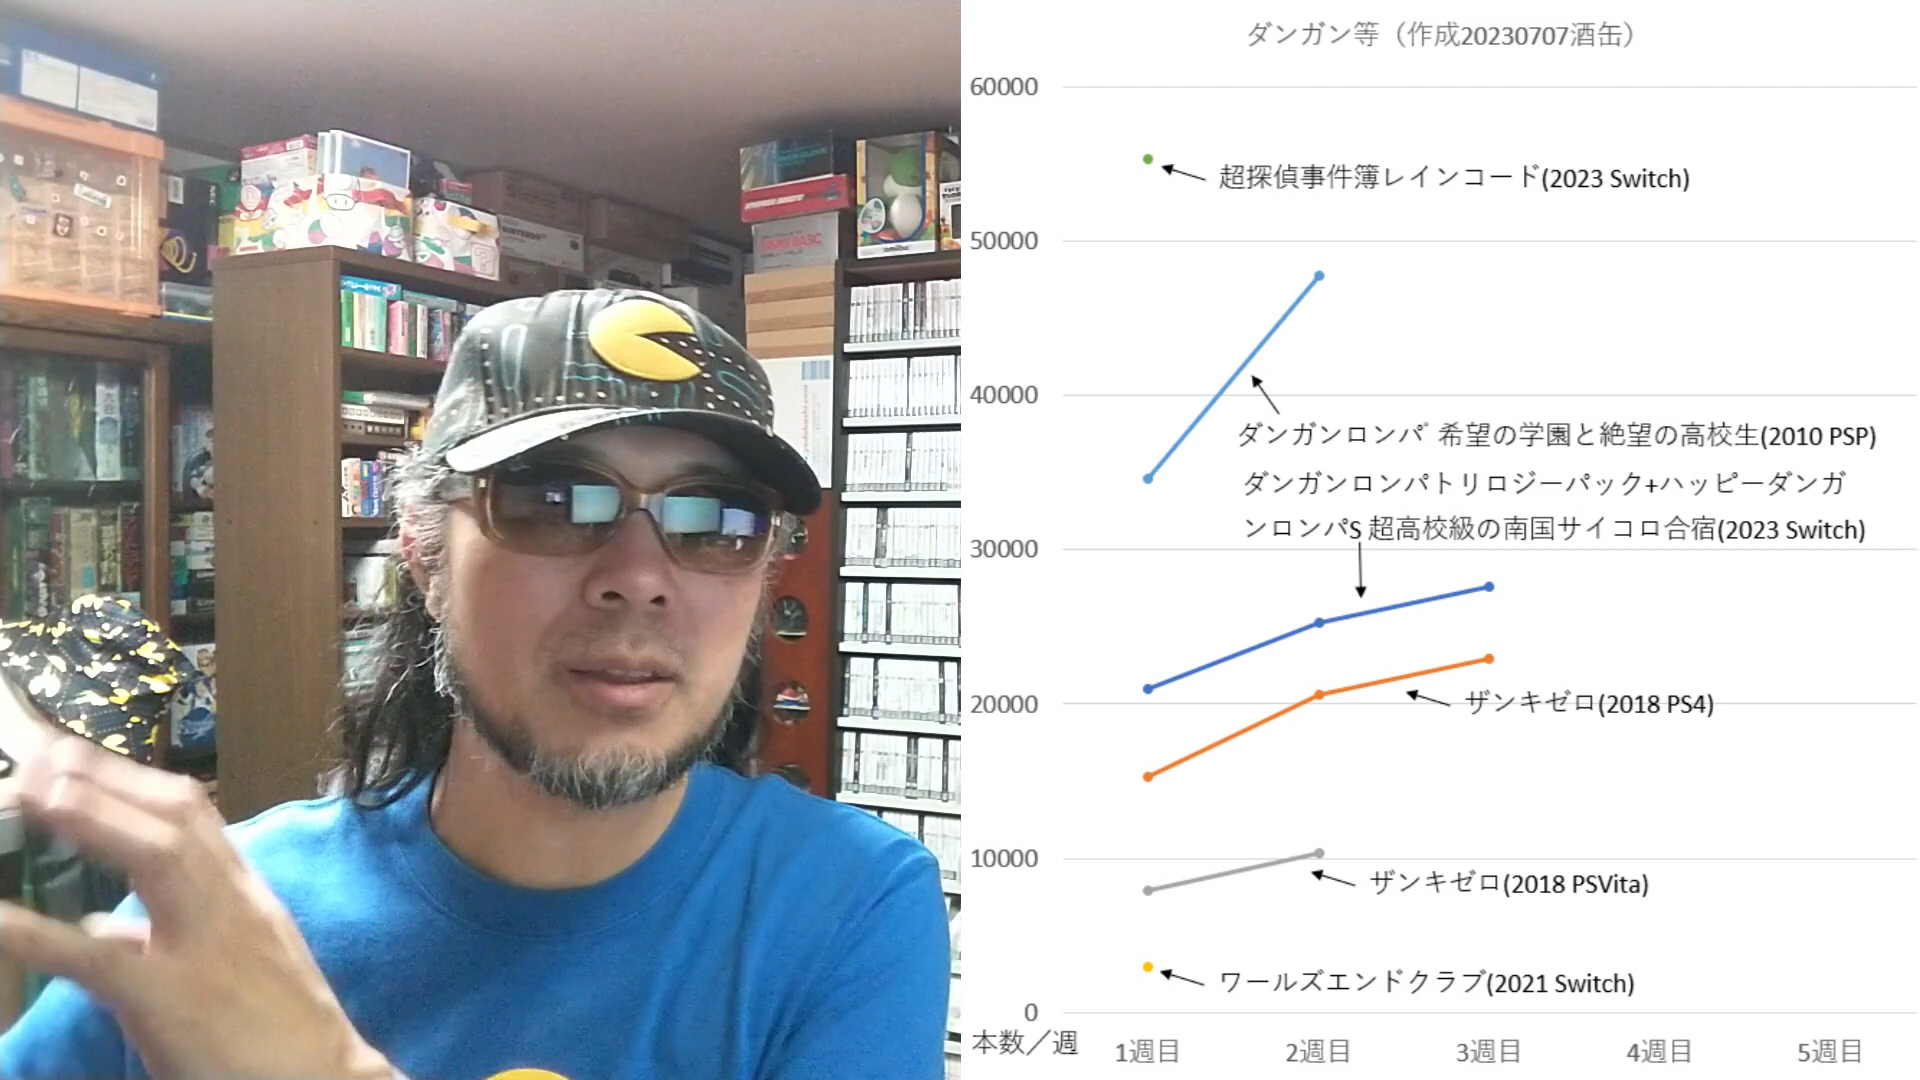 ダンガン等（作成20230707酒缶）
60000
超探偵事件簿レインコード(2023 Switch)
50000
40000
ダンガンロンパ 希望の学園と絶望の高校生(2010 PSP)
ダンガンロンパトリロジーパック+ハッピーダンガ
ンロンパS 超高校級の南国サイコロ合宿(2023 Switch)
30000
20000
ザンキゼロ(2018 PS4)
10000
ザンキゼロ(2018 PSVita)
ワールズエンドクラブ(2021 Switch)
0
本数／週
1週目
2週目
3週目
4週目
5週目